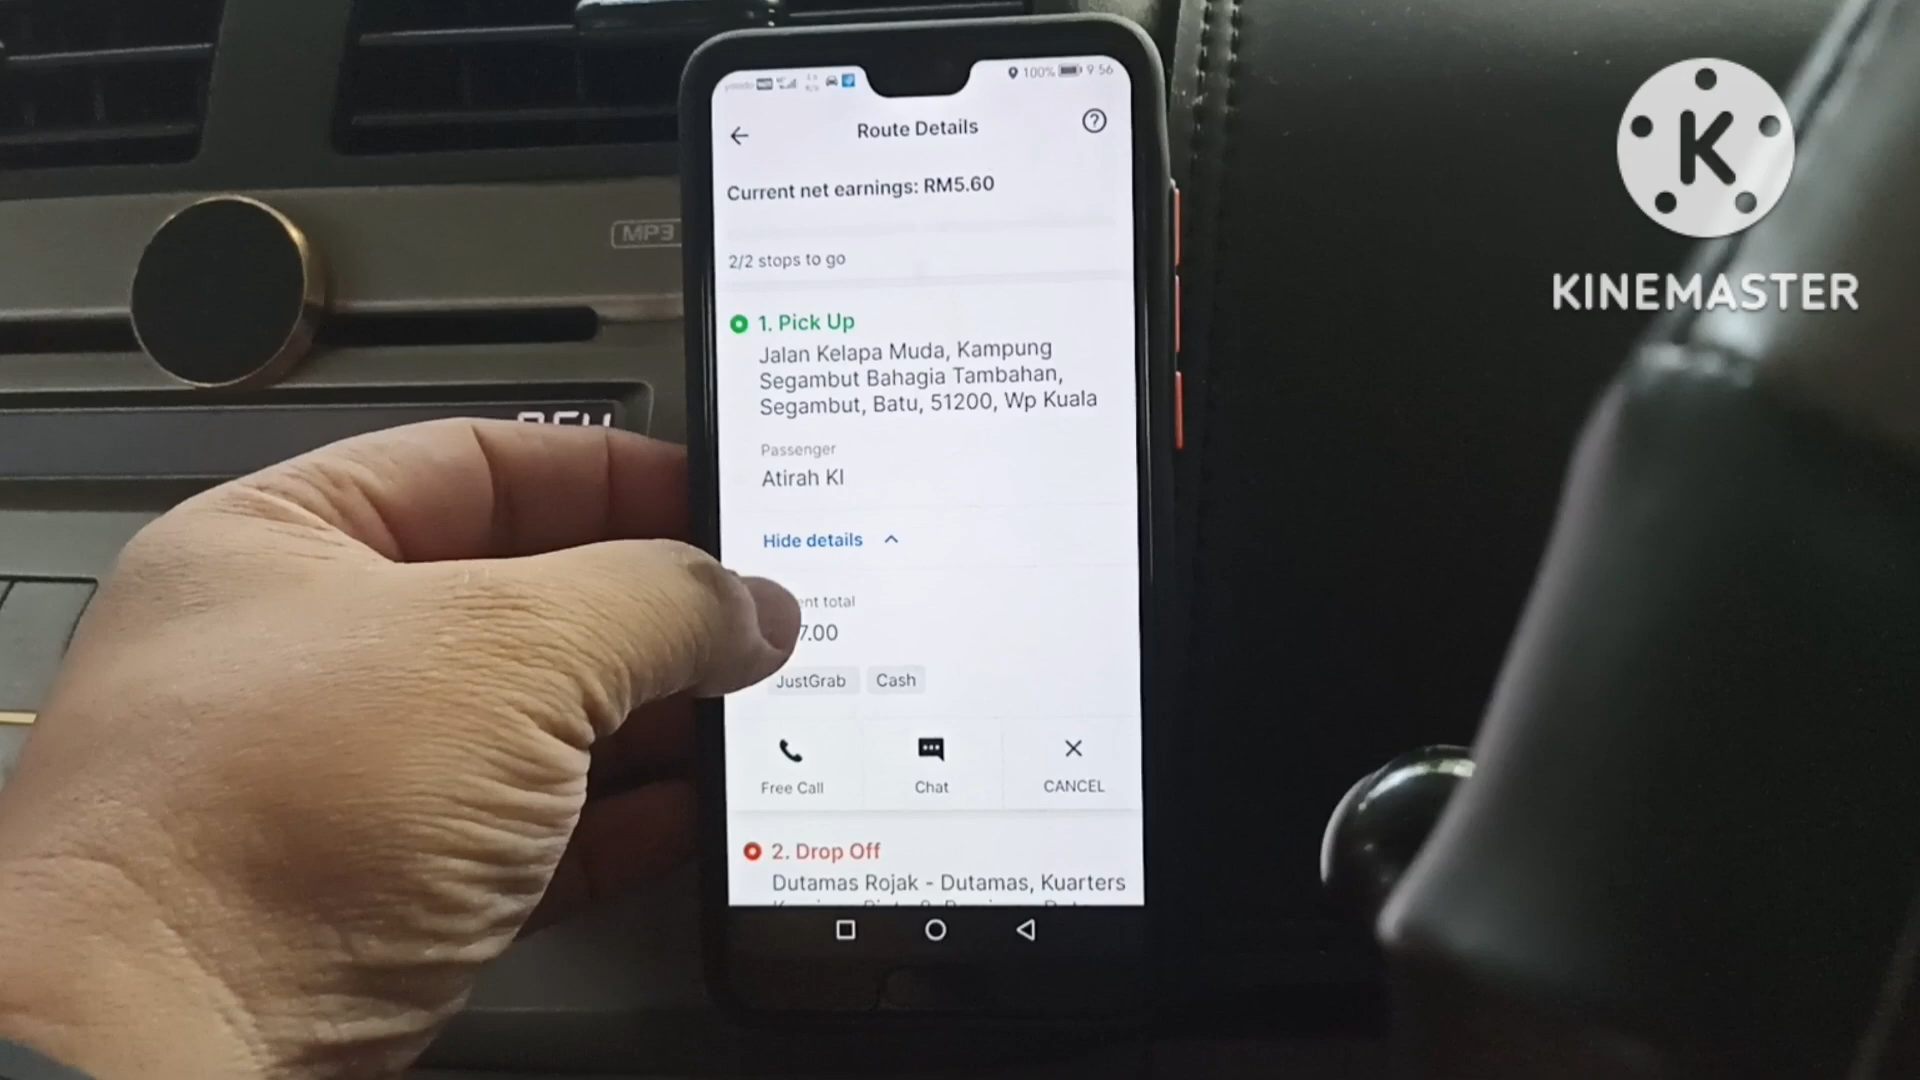 yoodo
100% 9 56
Route Details
Current net earnings: RM5.60
2/2 stops to go
1. Pick Up
Jalan Kelapa Muda, Kampung
Segambut Bahagia Tambahan,
Segambut, Batu, 51200, Wp Kuala
Passenger
Atirah Kl
Hide details
total
7.00
JustGrab Cash
Free Call Chat CANCEL
2. Drop Off
Dutamas Rojak - Dutamas, Kuarters
MP3
K
KINEMASTER